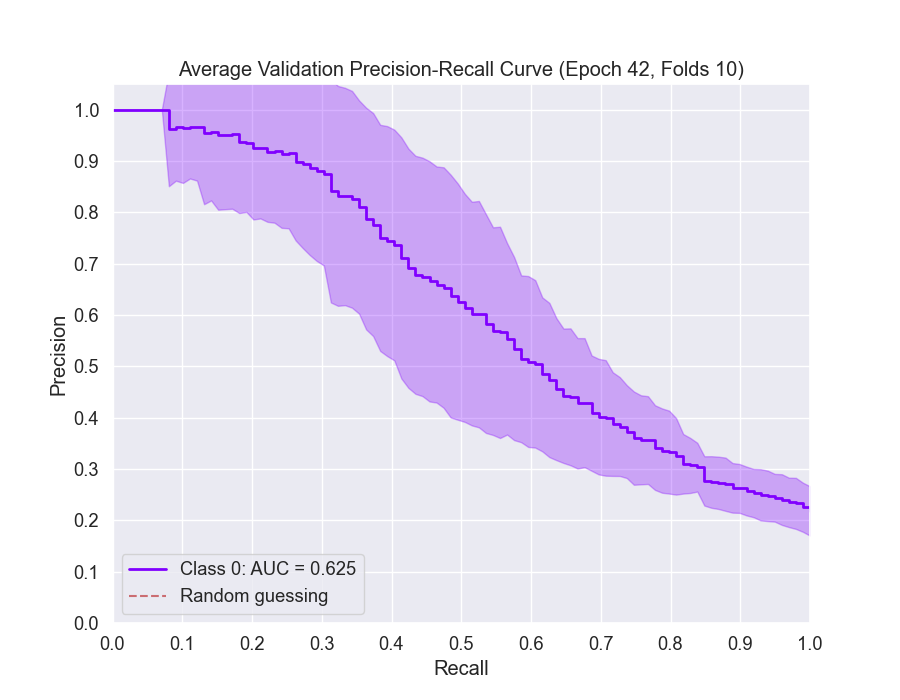 Average Validation Precision-Recall Curve (Epoch 42, Folds 10)
Precision
1.0
0.9
0.8
0.7
0.6
0.5
0.4
0.3
0.2
0.1
0.0
Class 0: AUC = 0.625
Random guessing
0.0 0.1 0.2 0.3 0.4 0.5 0.6 0.7 0.8 0.9 1.0
Recall